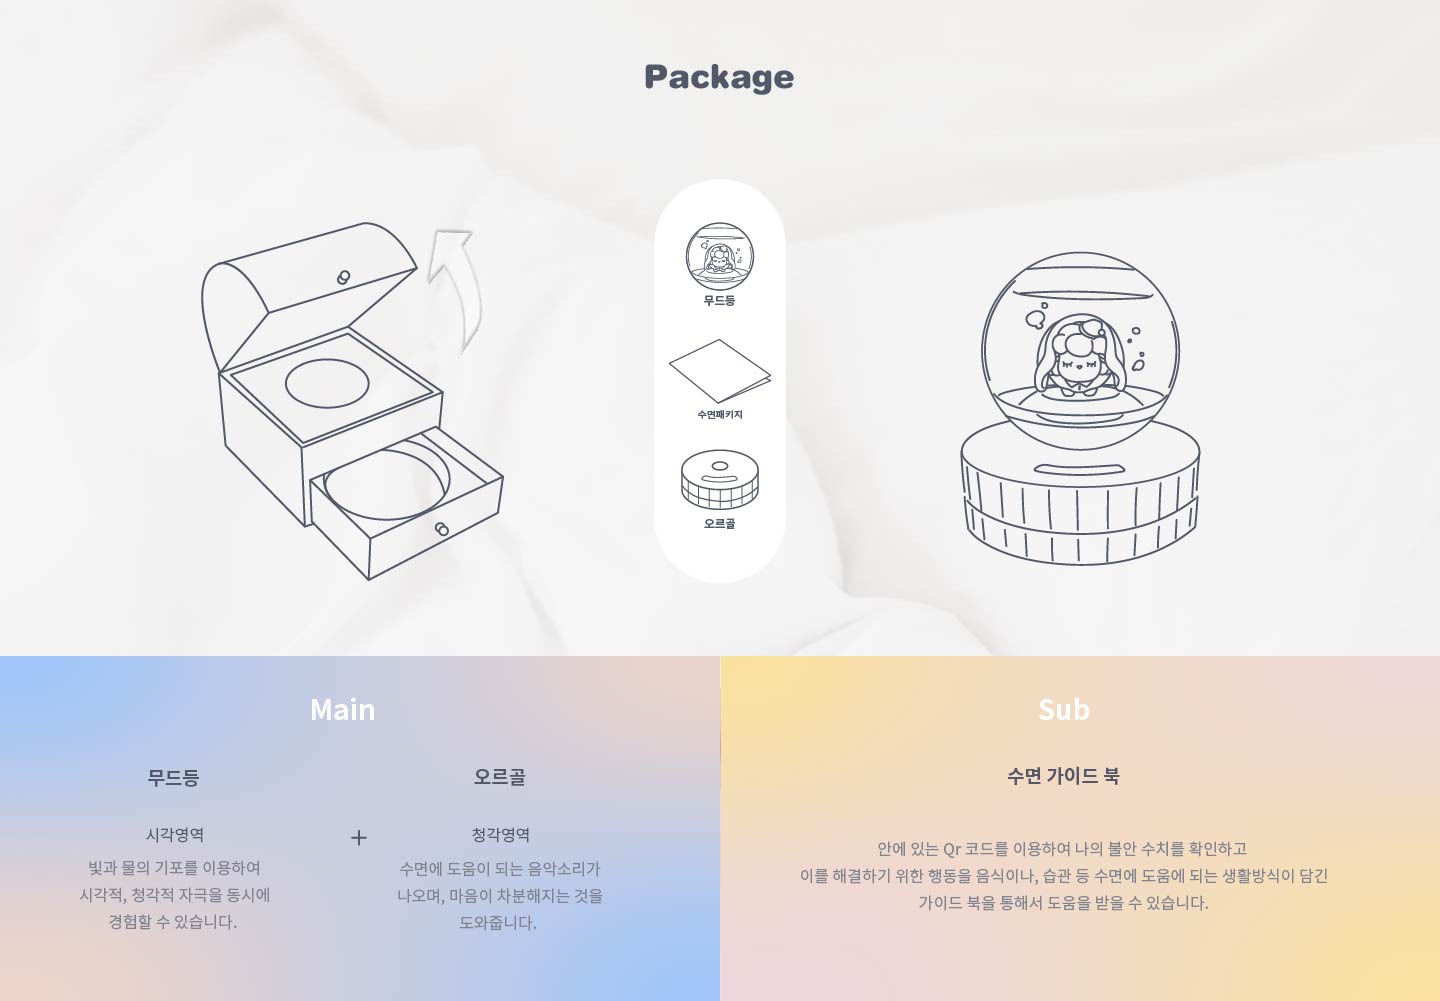 Package
무드등
수면패키지
오르골
Main
무드등
시각영역
빛과 물의 기포를 이용하여
시각적, 청각적 자극을 동시에
경험할 수 있습니다.
+
오르골
청각영역
수면에 도움이 되는 음악소리가
나오며, 마음이 차분해지는 것을
도와줍니다.
Sub
수면 가이드 북
안에 있는 Qr 코드를 이용하여 나의 불안 수치를 확인하고
이를 해결하기 위한 행동을 음식이나, 습관 등 수면에 도움에 되는 생활방식이 담긴
가이드 북을 통해서 도움을 받을 수 있습니다.